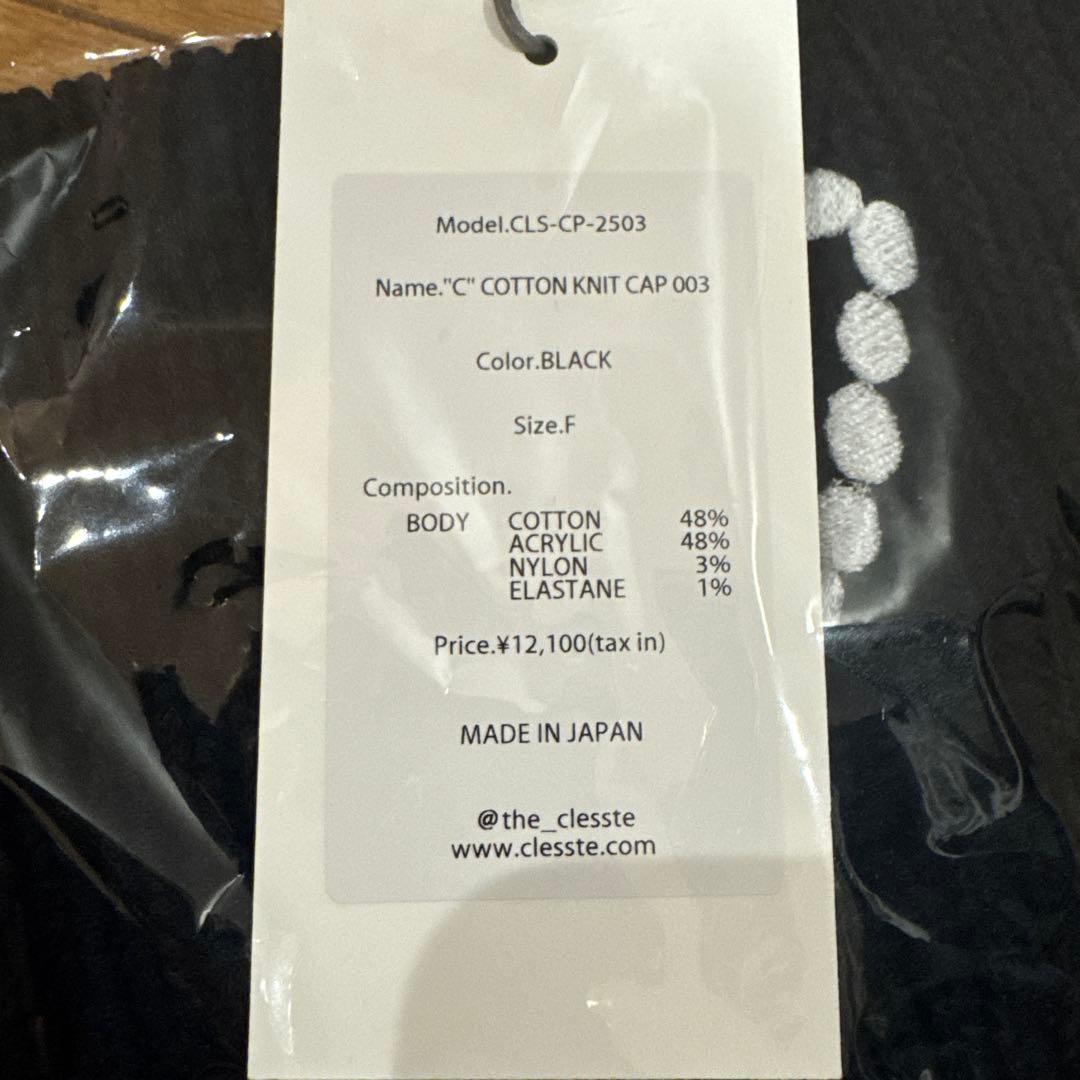 Model.CLS-CP-2503
Name."C" COTTON KNIT CAP 003
Color.BLACK
Size.F
Composition.
BODY COTTON 48%
ACRYLIC 48%
NYLON 3%
ELASTANE 1%
Price.¥12,100(tax in)
MADE IN JAPAN
@the_clesste
www.clesste.com